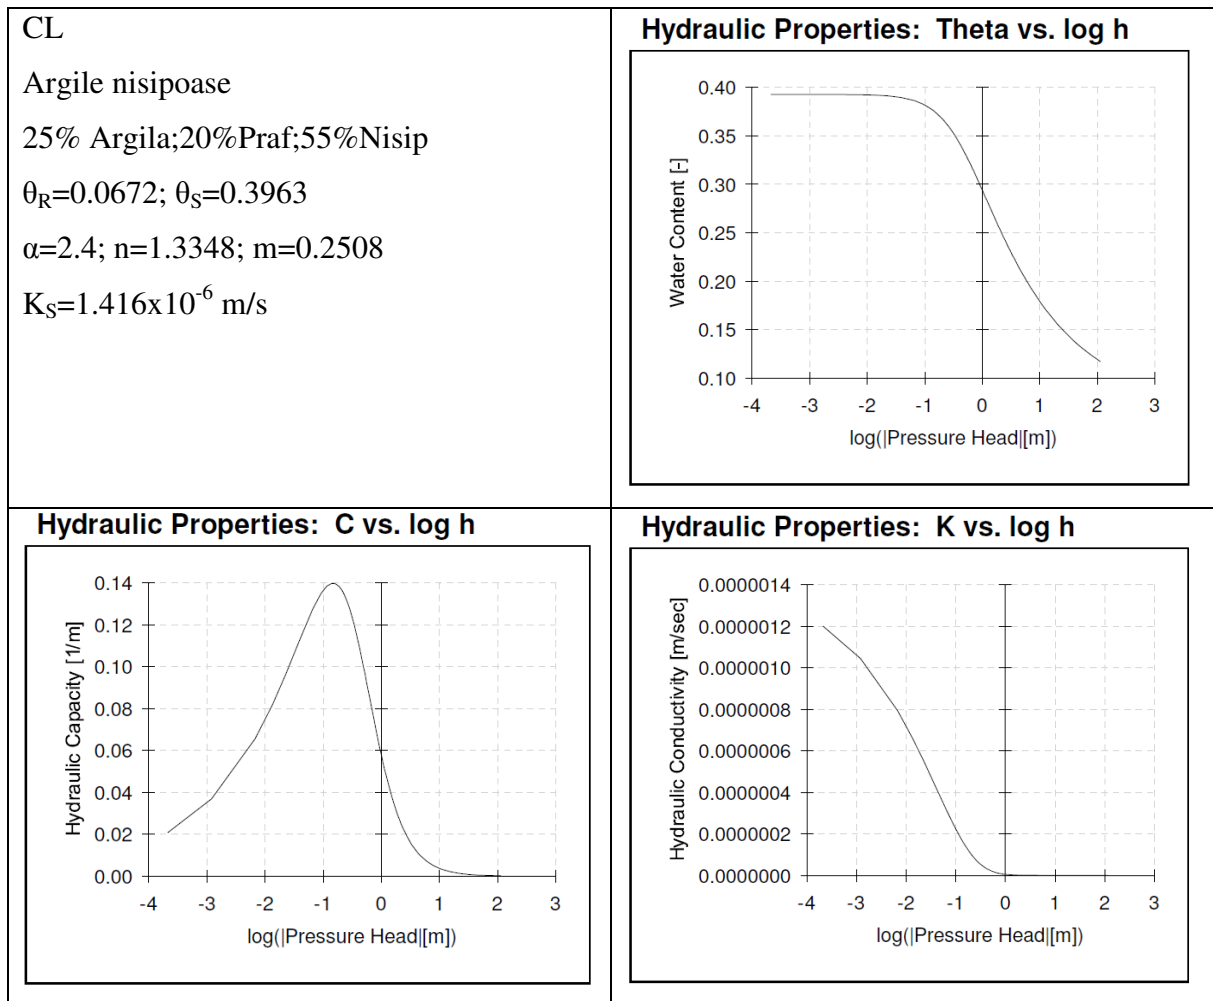 CL
Argile nisipoase
25% Argila;20%Praf;55%Nisip
θR=0.0672; θS=0.3963
α=2.4; n=1.3348; m=0.2508
KS=1.416x10-6 m/s
Hydraulic Properties: Theta vs. log h
Water Content [-]
0.40
0.35
0.30
0.25
0.20
0.15
0.10
-4 -3 -2 -1 0 1 2 3
log(|Pressure Head|[m])
Hydraulic Properties: C vs. log h
Hydraulic Capacity [1/m]
0.14
0.12
0.10
0.08
0.06
0.04
0.02
0.00
-4 -3 -2 -1 0 1 2 3
log(|Pressure Head|[m])
Hydraulic Properties: K vs. log h
Hydraulic Conductivity [m/sec]
0.0000014
0.0000012
0.0000010
0.0000008
0.0000006
0.0000004
0.0000002
0.0000000
-4 -3 -2 -1 0 1 2 3
log(|Pressure Head|[m])